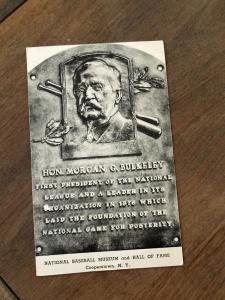 HON. MORGAN G. BULKELEY
FIRST PRESIDENT OF THE NATIONAL
LEAGUE AND A LEADER IN ITS
ORGANIZATION IN 1876 WHICH
LAID THE FOUNDATION OF THE
NATIONAL GAME FOR POSTERITY.
NATIONAL BASEBALL MUSEUM and HALL OF FAME
Cooperstown, N. Y.